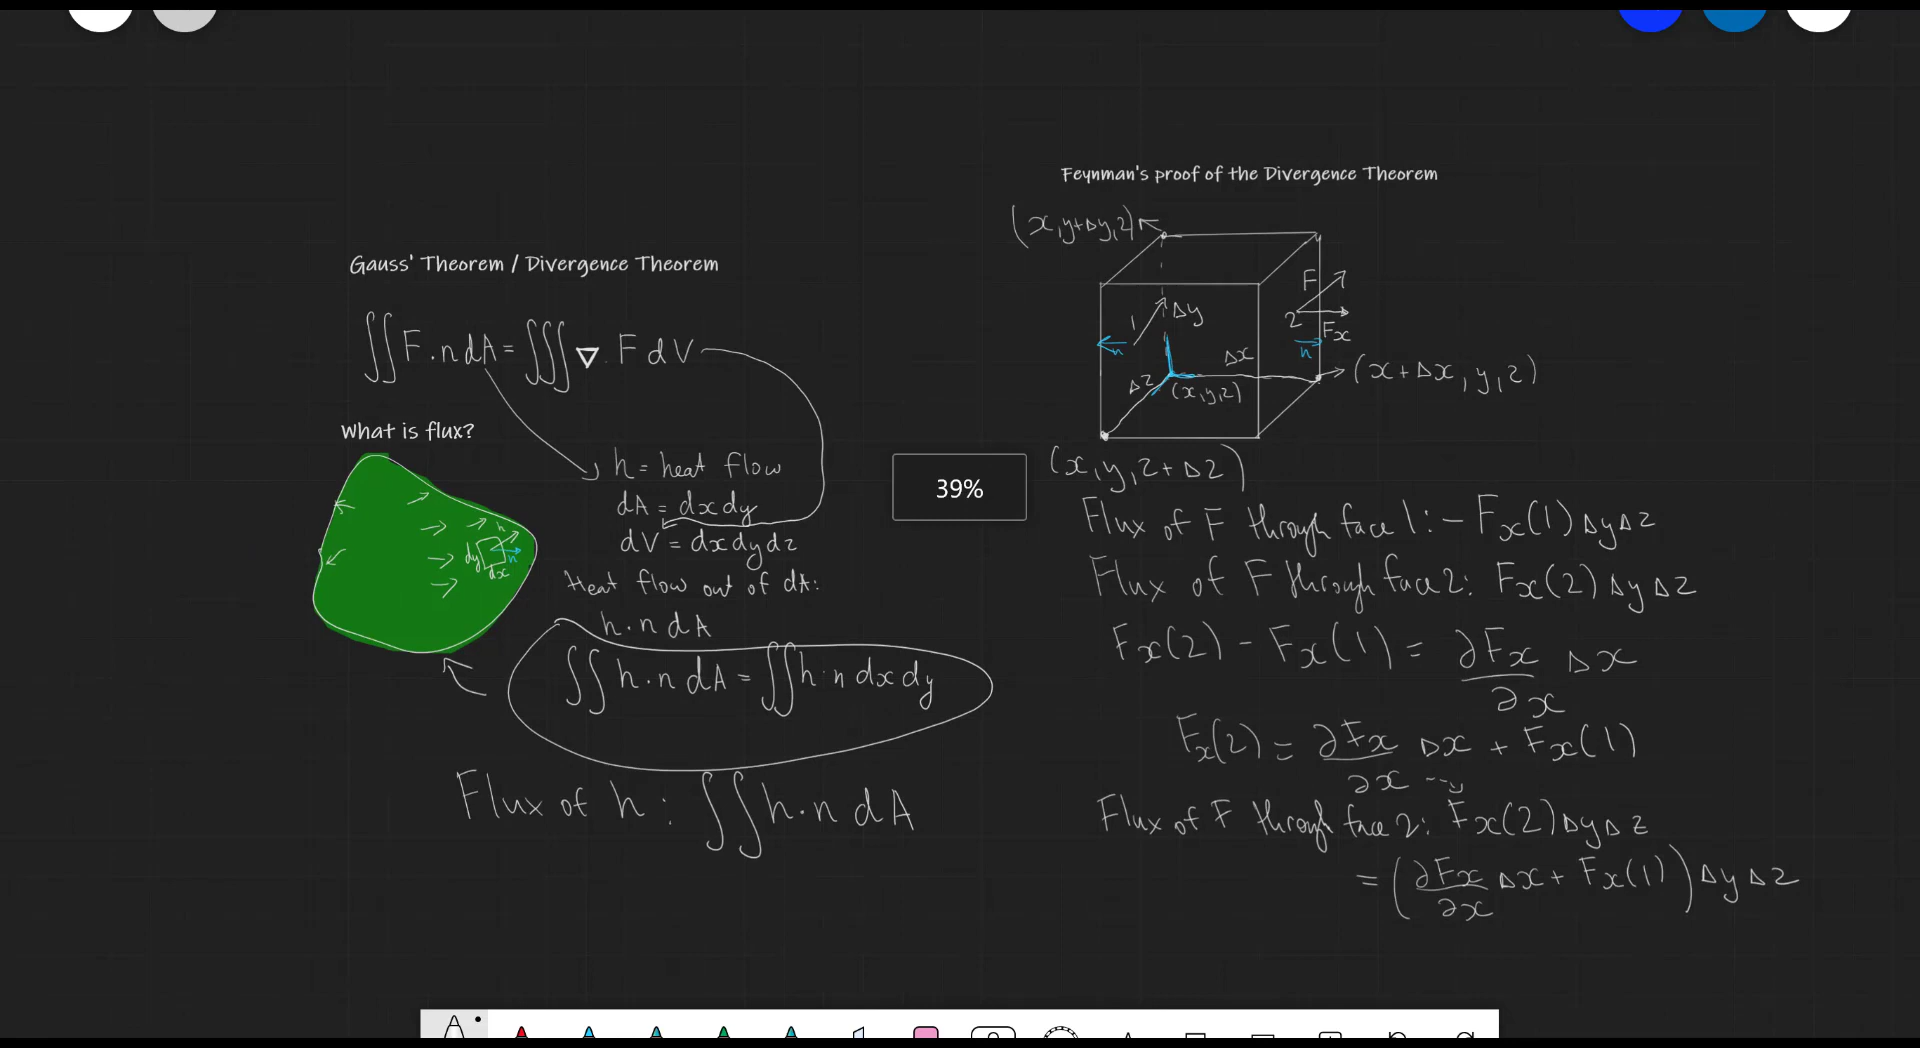 Gauss' Theorem / Divergence Theorem
∬F.ndA=∭∇.FdV
What is flux?
h = heat flow
dA = dxdy
dV = dxdydz
h
n
dy
dx
Heat flow out of dA:
h.ndA
∬h.ndA=∬h.ndxdy
Flux of h: ∬h.ndA
39%
Feynman's proof of the Divergence Theorem
(x,y+Δy,z)
F
1
Δy
2
Fx
n
n
Δx
(x+Δx,y,z)
Δz
(x,y,z)
(x,y,z+Δz)
Flux of F through face 1: -Fx(1)ΔyΔz
Flux of F through face 2: Fx(2)ΔyΔz
Fx(2) - Fx(1) = ∂Fx/∂x Δx
Fx(2) = ∂Fx/∂x Δx + Fx(1)
Flux of F through face 2: Fx(2)ΔyΔz
= (∂Fx/∂x Δx + Fx(1))ΔyΔz